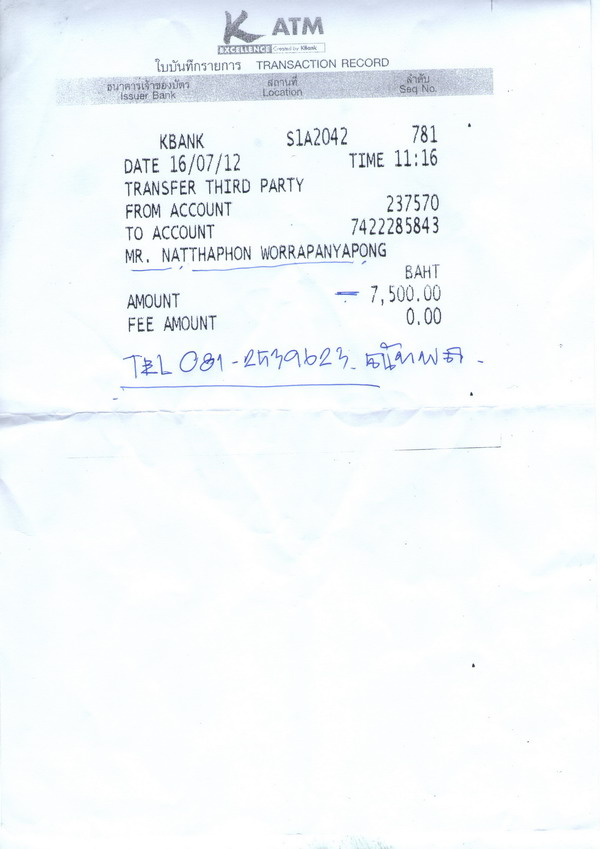 K ATM
EXCELLENCE Created by KBank
ใบบันทึกรายการ TRANSACTION RECORD
ธนาคารเจ้าของบัตร สถานที่ ลำดับ
Issuer Bank Location Seq No.
KBANK S1A2042 781
DATE 16/07/12 TIME 11:16
TRANSFER THIRD PARTY
FROM ACCOUNT 237570
TO ACCOUNT 7422285843
MR. NATTHAPHON WORRAPANYAPONG
BAHT
AMOUNT 7,500.00
FEE AMOUNT 0.00
TEL 081-2539623